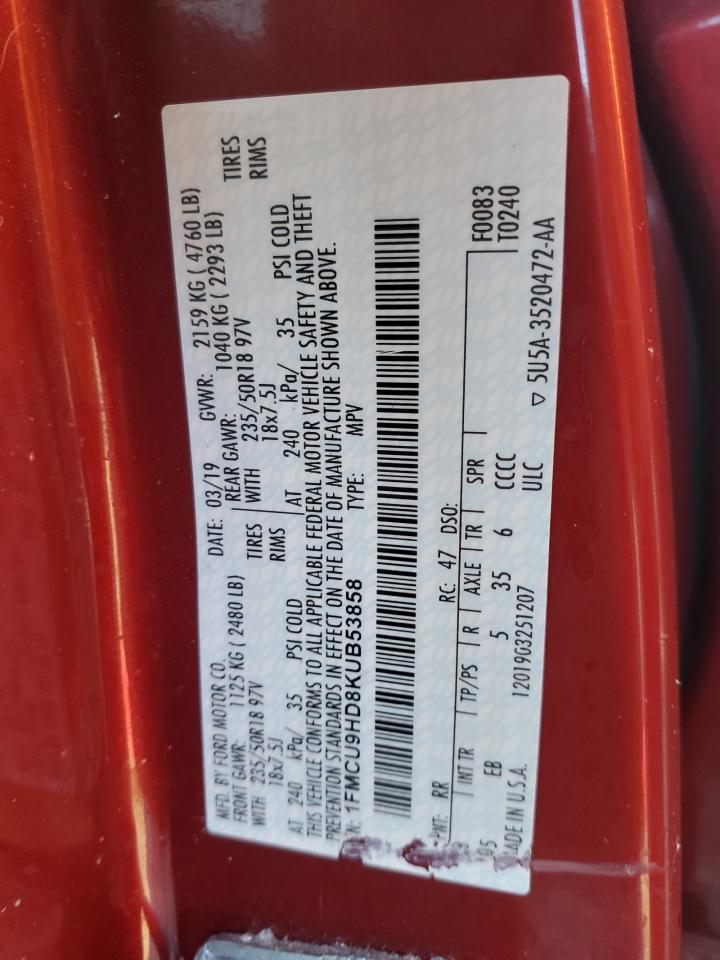 MFD. BY FORD MOTOR CO.
DATE: 03/19 GVWR: 2159 KG ( 4760 LB)
FRONT GAWR: 1125 KG ( 2480 LB) REAR GAWR: 1040 KG ( 2293 LB)
WITH 235/50R18 97V TIRES WITH 235/50R18 97V TIRES
18x7.5J RIMS 18x7.5J RIMS
AT 240 kPa/ 35 PSI COLD AT 240 kPa/ 35 PSI COLD
THIS VEHICLE CONFORMS TO ALL APPLICABLE FEDERAL MOTOR VEHICLE SAFETY AND THEFT
PREVENTION STANDARDS IN EFFECT ON THE DATE OF MANUFACTURE SHOWN ABOVE.
N: 1FMCU9HD8KUB53858 TYPE: MPV
PNT: RR RC: 47 DSO: F0083
INT TR TP/PS R AXLE TR SPR T0240
EB 5 35 6 CCCC
ADE IN U.S.A. 12019G3251207 ULC ▽ 5U5A-3520472-AA